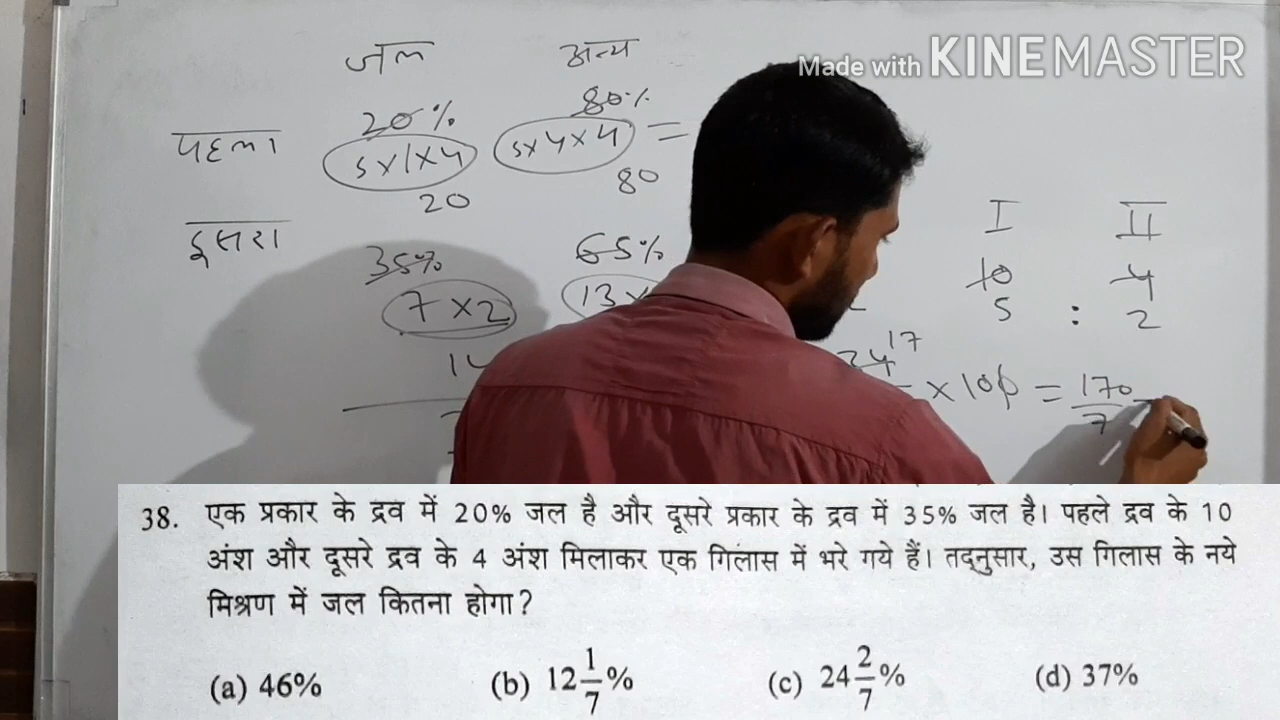 Made with KINEMASTER
जल अन्य
20% 80%
पहला 5×1×4 5×4×4 =
20 80
I II
दूसरा 35% 65% 10 4
7×2 13× 5 : 2
34 17
× 100 = 170/7
38. एक प्रकार के द्रव में 20% जल है और दूसरे प्रकार के द्रव में 35% जल है। पहले द्रव के 10
अंश और दूसरे द्रव के 4 अंश मिलाकर एक गिलास में भरे गये हैं। तद्नुसार, उस गिलास के नये
मिश्रण में जल कितना होगा?
(a) 46% (b) 12 1/7 % (c) 24 2/7 % (d) 37%